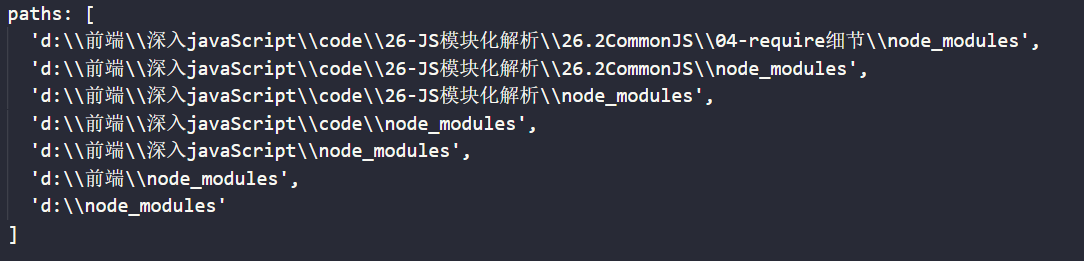 paths: [
'd:\\前端\\深入javaScript\\code\\26-JS模块化解析\\26.2CommonJS\\04-require细节\\node_modules',
'd:\\前端\\深入javaScript\\code\\26-JS模块化解析\\26.2CommonJS\\node_modules',
'd:\\前端\\深入javaScript\\code\\26-JS模块化解析\\node_modules',
'd:\\前端\\深入javaScript\\code\\node_modules',
'd:\\前端\\深入javaScript\\node_modules',
'd:\\前端\\node_modules',
'd:\\node_modules'
]